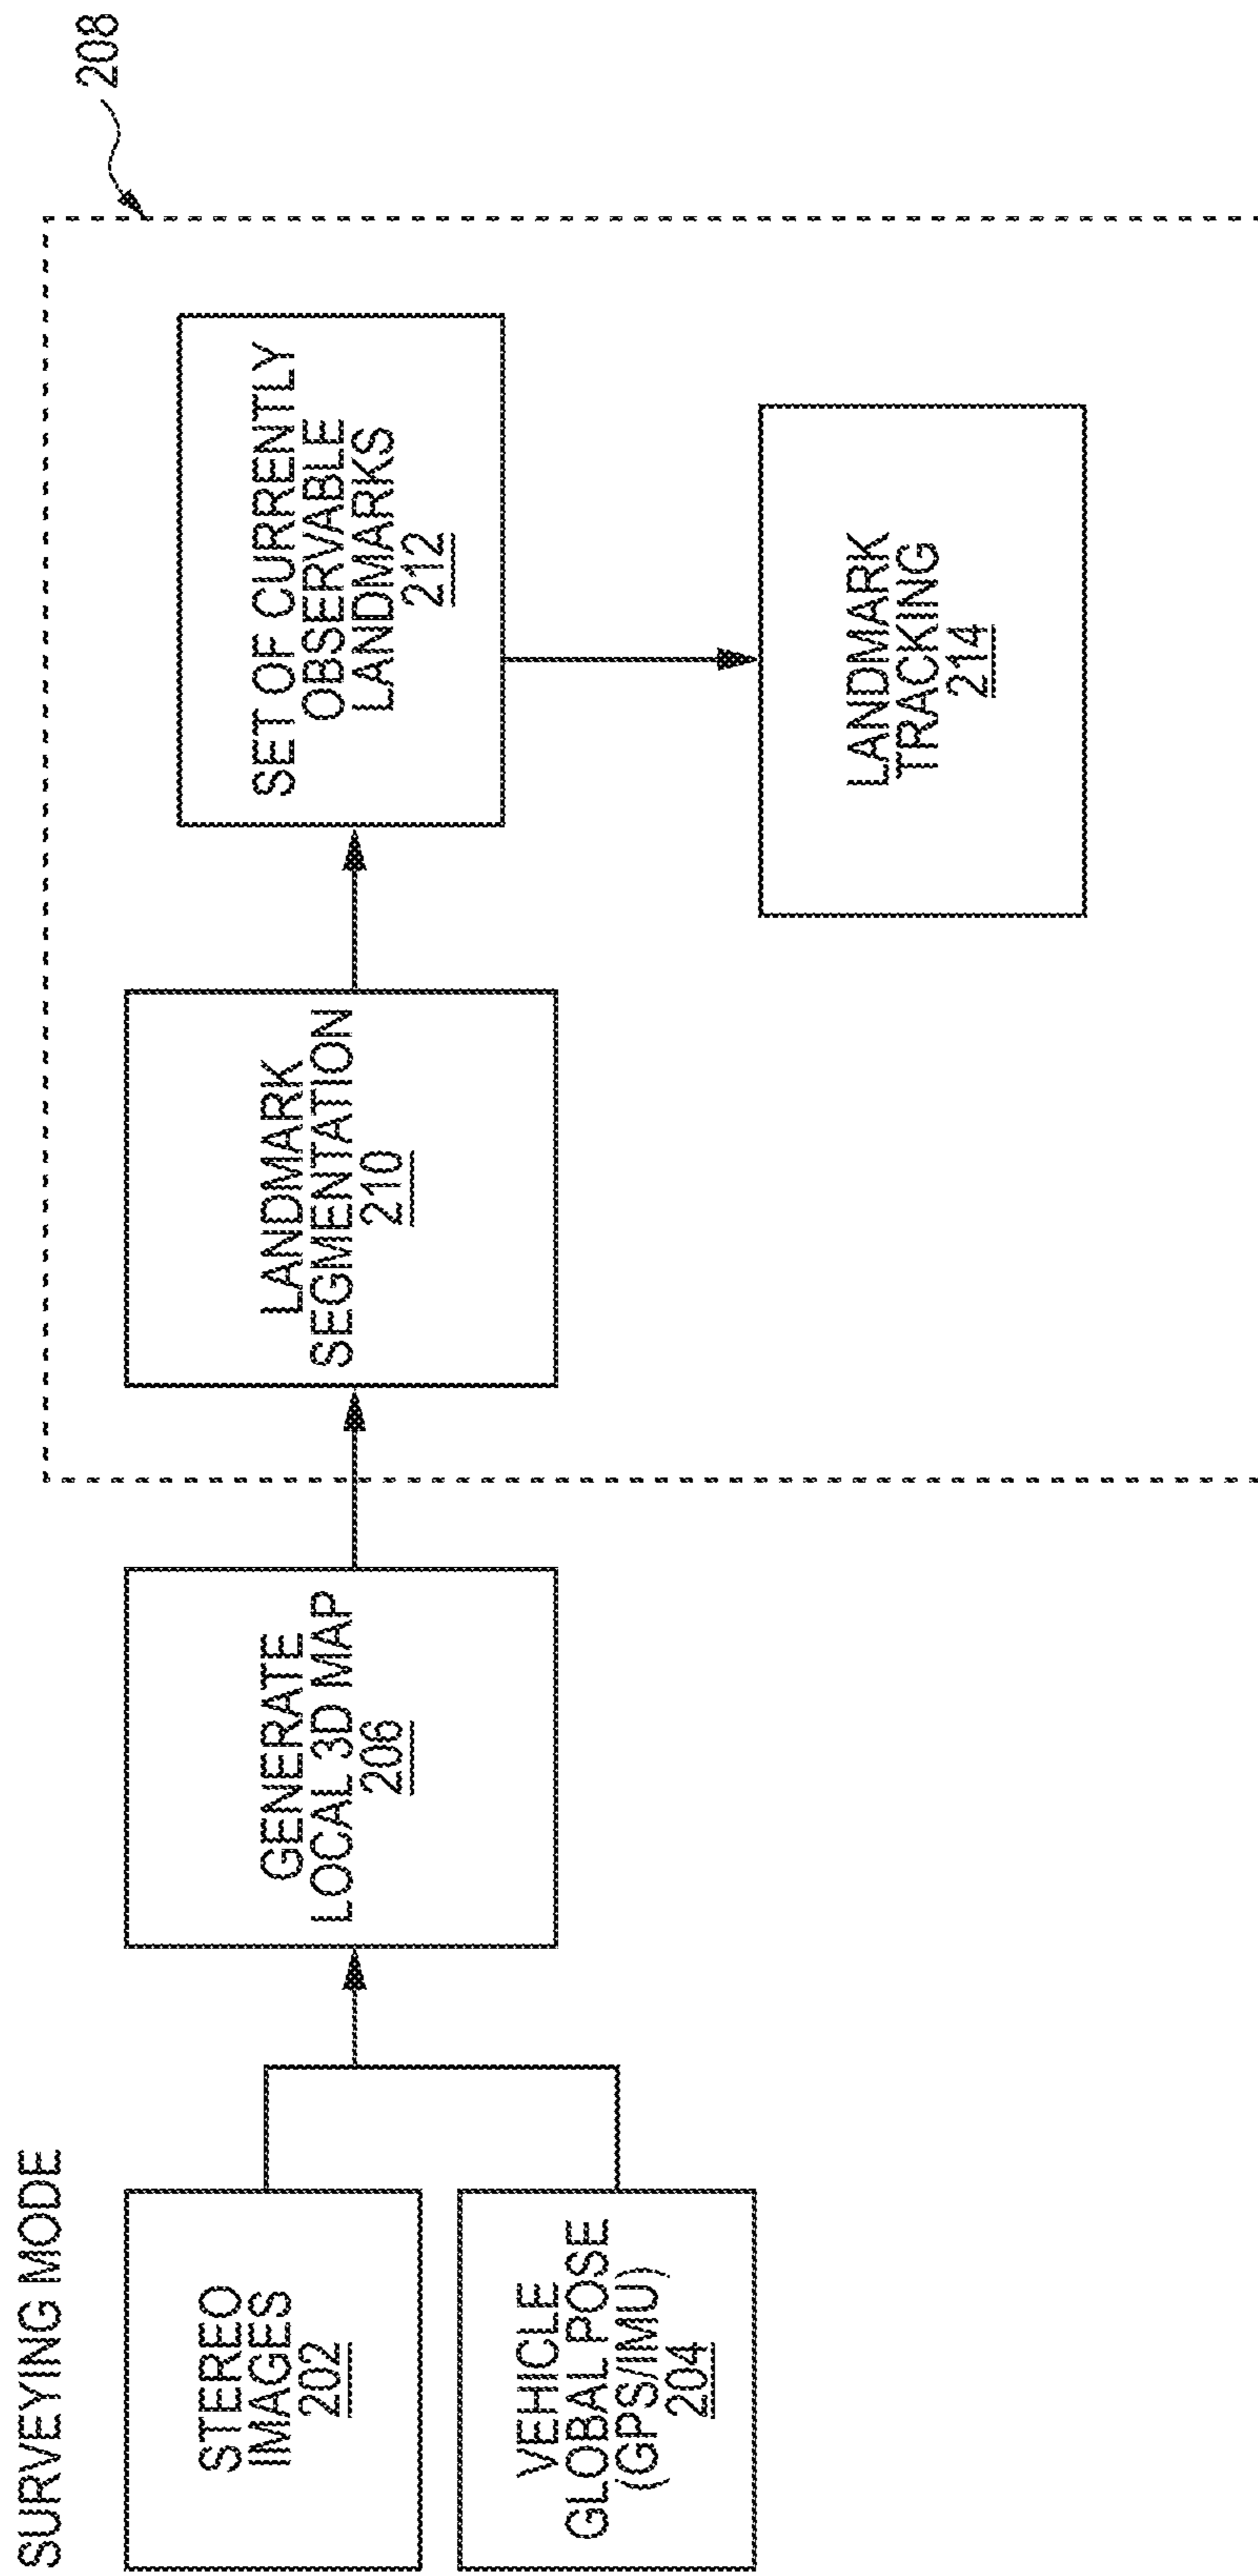 SURVEYING MODE
STEREO
IMAGES
202
VEHICLE
GLOBAL POSE
(GPS/IMU)
204
GENERATE
LOCAL 3D MAP
206
LANDMARK
SEGMENTATION
210
SET OF CURRENTLY
OBSERVABLE
LANDMARKS
212
LANDMARK
TRACKING
214
208